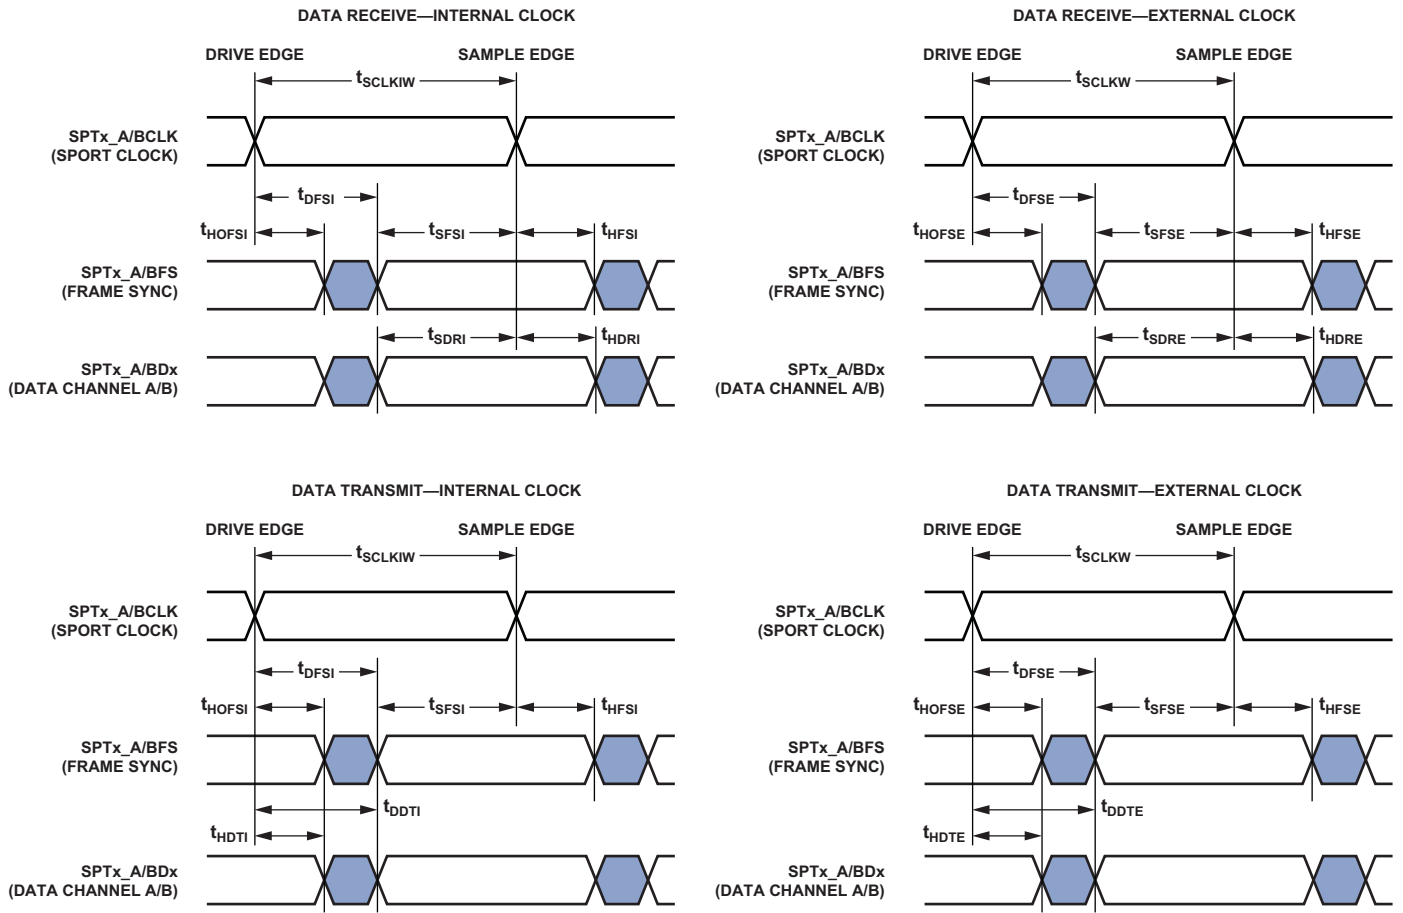 DATA RECEIVE—INTERNAL CLOCK
DRIVE EDGE SAMPLE EDGE
tSCLKIW
SPTx_A/BCLK
(SPORT CLOCK)
tDFSI
tHOFSI tSFSI tHFSI
SPTx_A/BFS
(FRAME SYNC)
tSDRI tHDRI
SPTx_A/BDx
(DATA CHANNEL A/B)
DATA RECEIVE—EXTERNAL CLOCK
DRIVE EDGE SAMPLE EDGE
tSCLKW
SPTx_A/BCLK
(SPORT CLOCK)
tDFSE
tHOFSE tSFSE tHFSE
SPTx_A/BFS
(FRAME SYNC)
tSDRE tHDRE
SPTx_A/BDx
(DATA CHANNEL A/B)
DATA TRANSMIT—INTERNAL CLOCK
DRIVE EDGE SAMPLE EDGE
tSCLKIW
SPTx_A/BCLK
(SPORT CLOCK)
tDFSI
tHOFSI tSFSI tHFSI
SPTx_A/BFS
(FRAME SYNC)
tDDTI
tHDTI
SPTx_A/BDx
(DATA CHANNEL A/B)
DATA TRANSMIT—EXTERNAL CLOCK
DRIVE EDGE SAMPLE EDGE
tSCLKW
SPTx_A/BCLK
(SPORT CLOCK)
tDFSE
tHOFSE tSFSE tHFSE
SPTx_A/BFS
(FRAME SYNC)
tDDTE
tHDTE
SPTx_A/BDx
(DATA CHANNEL A/B)